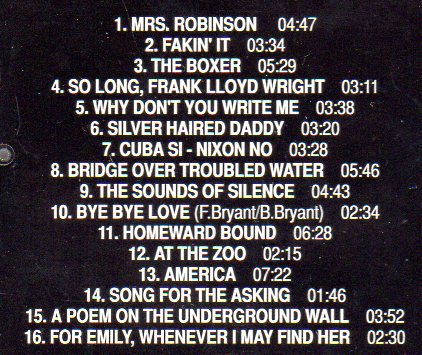 1. MRS. ROBINSON 04:47
2. FAKIN' IT 03:34
3. THE BOXER 05:29
4. SO LONG, FRANK LLOYD WRIGHT 03:11
5. WHY DON'T YOU WRITE ME 03:38
6. SILVER HAIRED DADDY 03:20
7. CUBA SI - NIXON NO 03:28
8. BRIDGE OVER TROUBLED WATER 05:46
9. THE SOUNDS OF SILENCE 04:43
10. BYE BYE LOVE (F.Bryant/B.Bryant) 02:34
11. HOMEWARD BOUND 06:28
12. AT THE ZOO 02:15
13. AMERICA 07:22
14. SONG FOR THE ASKING 01:46
15. A POEM ON THE UNDERGROUND WALL 03:52
16. FOR EMILY, WHENEVER I MAY FIND HER 02:30